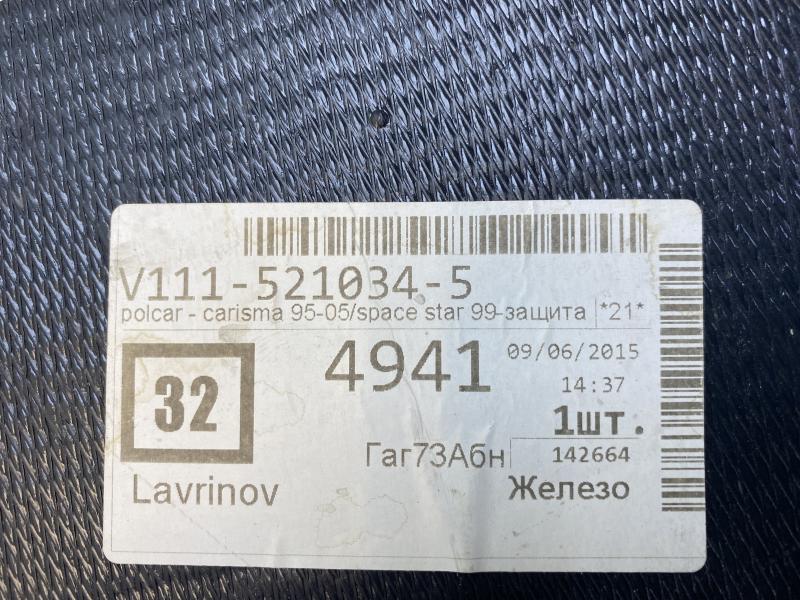 V111-521034-5
polcar - carisma 95-05/space star 99-защита *21*
32 4941 09/06/2015
14:37
1шт.
Гаг73Абн 142664
Lavrinov Железо